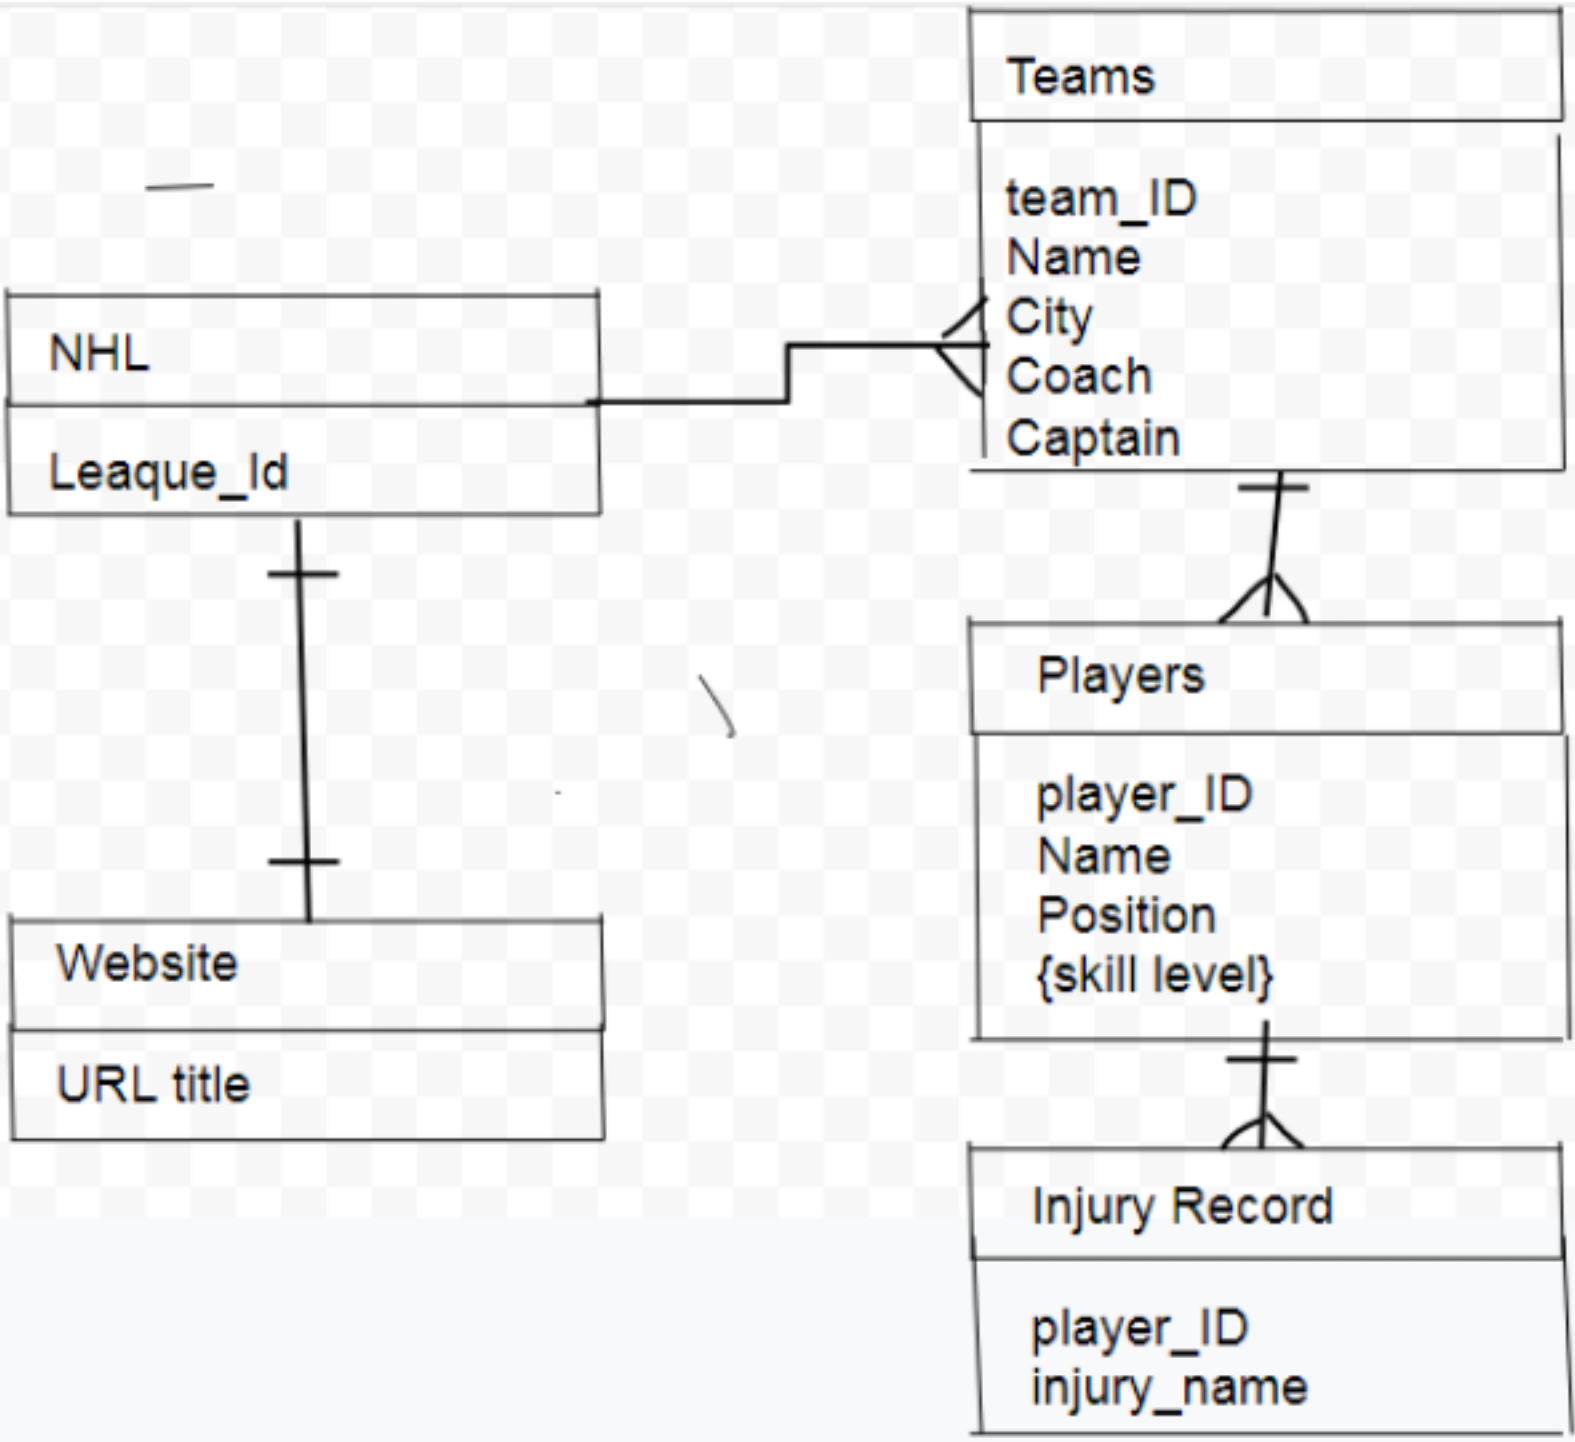 NHL
Leaque_Id
Website
URL title
Teams
team_ID
Name
City
Coach
Captain
Players
player_ID
Name
Position
{skill level}
Injury Record
player_ID
injury_name